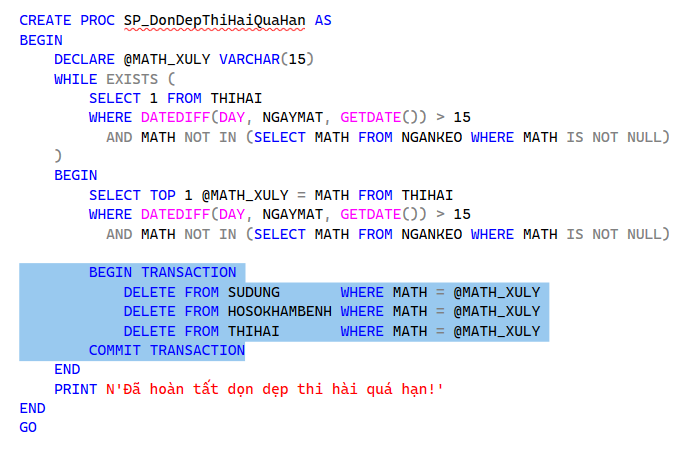 CREATE PROC SP_DonDepThiHaiQuaHan AS
BEGIN
    DECLARE @MATH_XULY VARCHAR(15)
    WHILE EXISTS (
        SELECT 1 FROM THIHAI
        WHERE DATEDIFF(DAY, NGAYMAT, GETDATE()) > 15
          AND MATH NOT IN (SELECT MATH FROM NGANKEO WHERE MATH IS NOT NULL)
    )
    BEGIN
        SELECT TOP 1 @MATH_XULY = MATH FROM THIHAI
        WHERE DATEDIFF(DAY, NGAYMAT, GETDATE()) > 15
          AND MATH NOT IN (SELECT MATH FROM NGANKEO WHERE MATH IS NOT NULL)
        BEGIN TRANSACTION
            DELETE FROM SUDUNG       WHERE MATH = @MATH_XULY
            DELETE FROM HOSOKHAMBENH WHERE MATH = @MATH_XULY
            DELETE FROM THIHAI       WHERE MATH = @MATH_XULY
        COMMIT TRANSACTION
    END
    PRINT N'Đã hoàn tất dọn dẹp thi hài quá hạn!'
END
GO